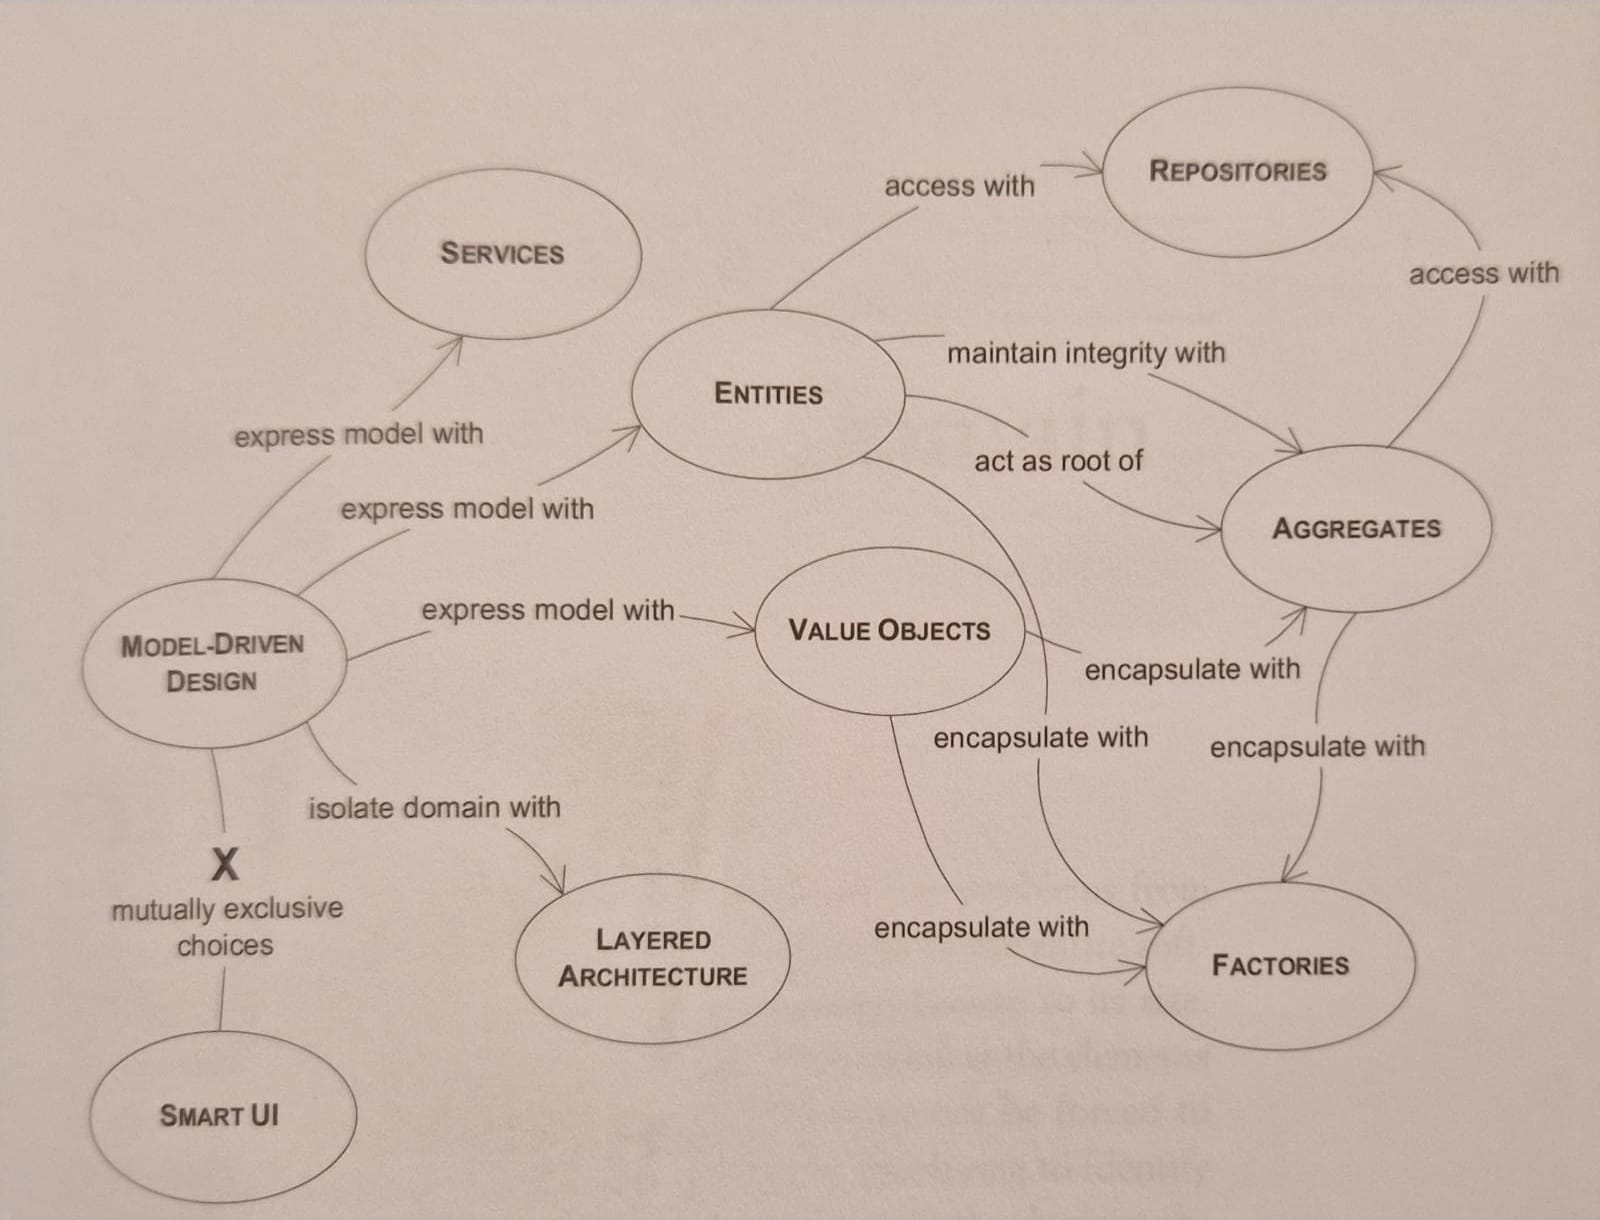 REPOSITORIES
access with
SERVICES
access with
maintain integrity with
ENTITIES
express model with
act as root of
express model with
AGGREGATES
express model with
VALUE OBJECTS
MODEL-DRIVEN
DESIGN
encapsulate with
encapsulate with
encapsulate with
isolate domain with
X
mutually exclusive
choices
encapsulate with
LAYERED
ARCHITECTURE
FACTORIES
SMART UI